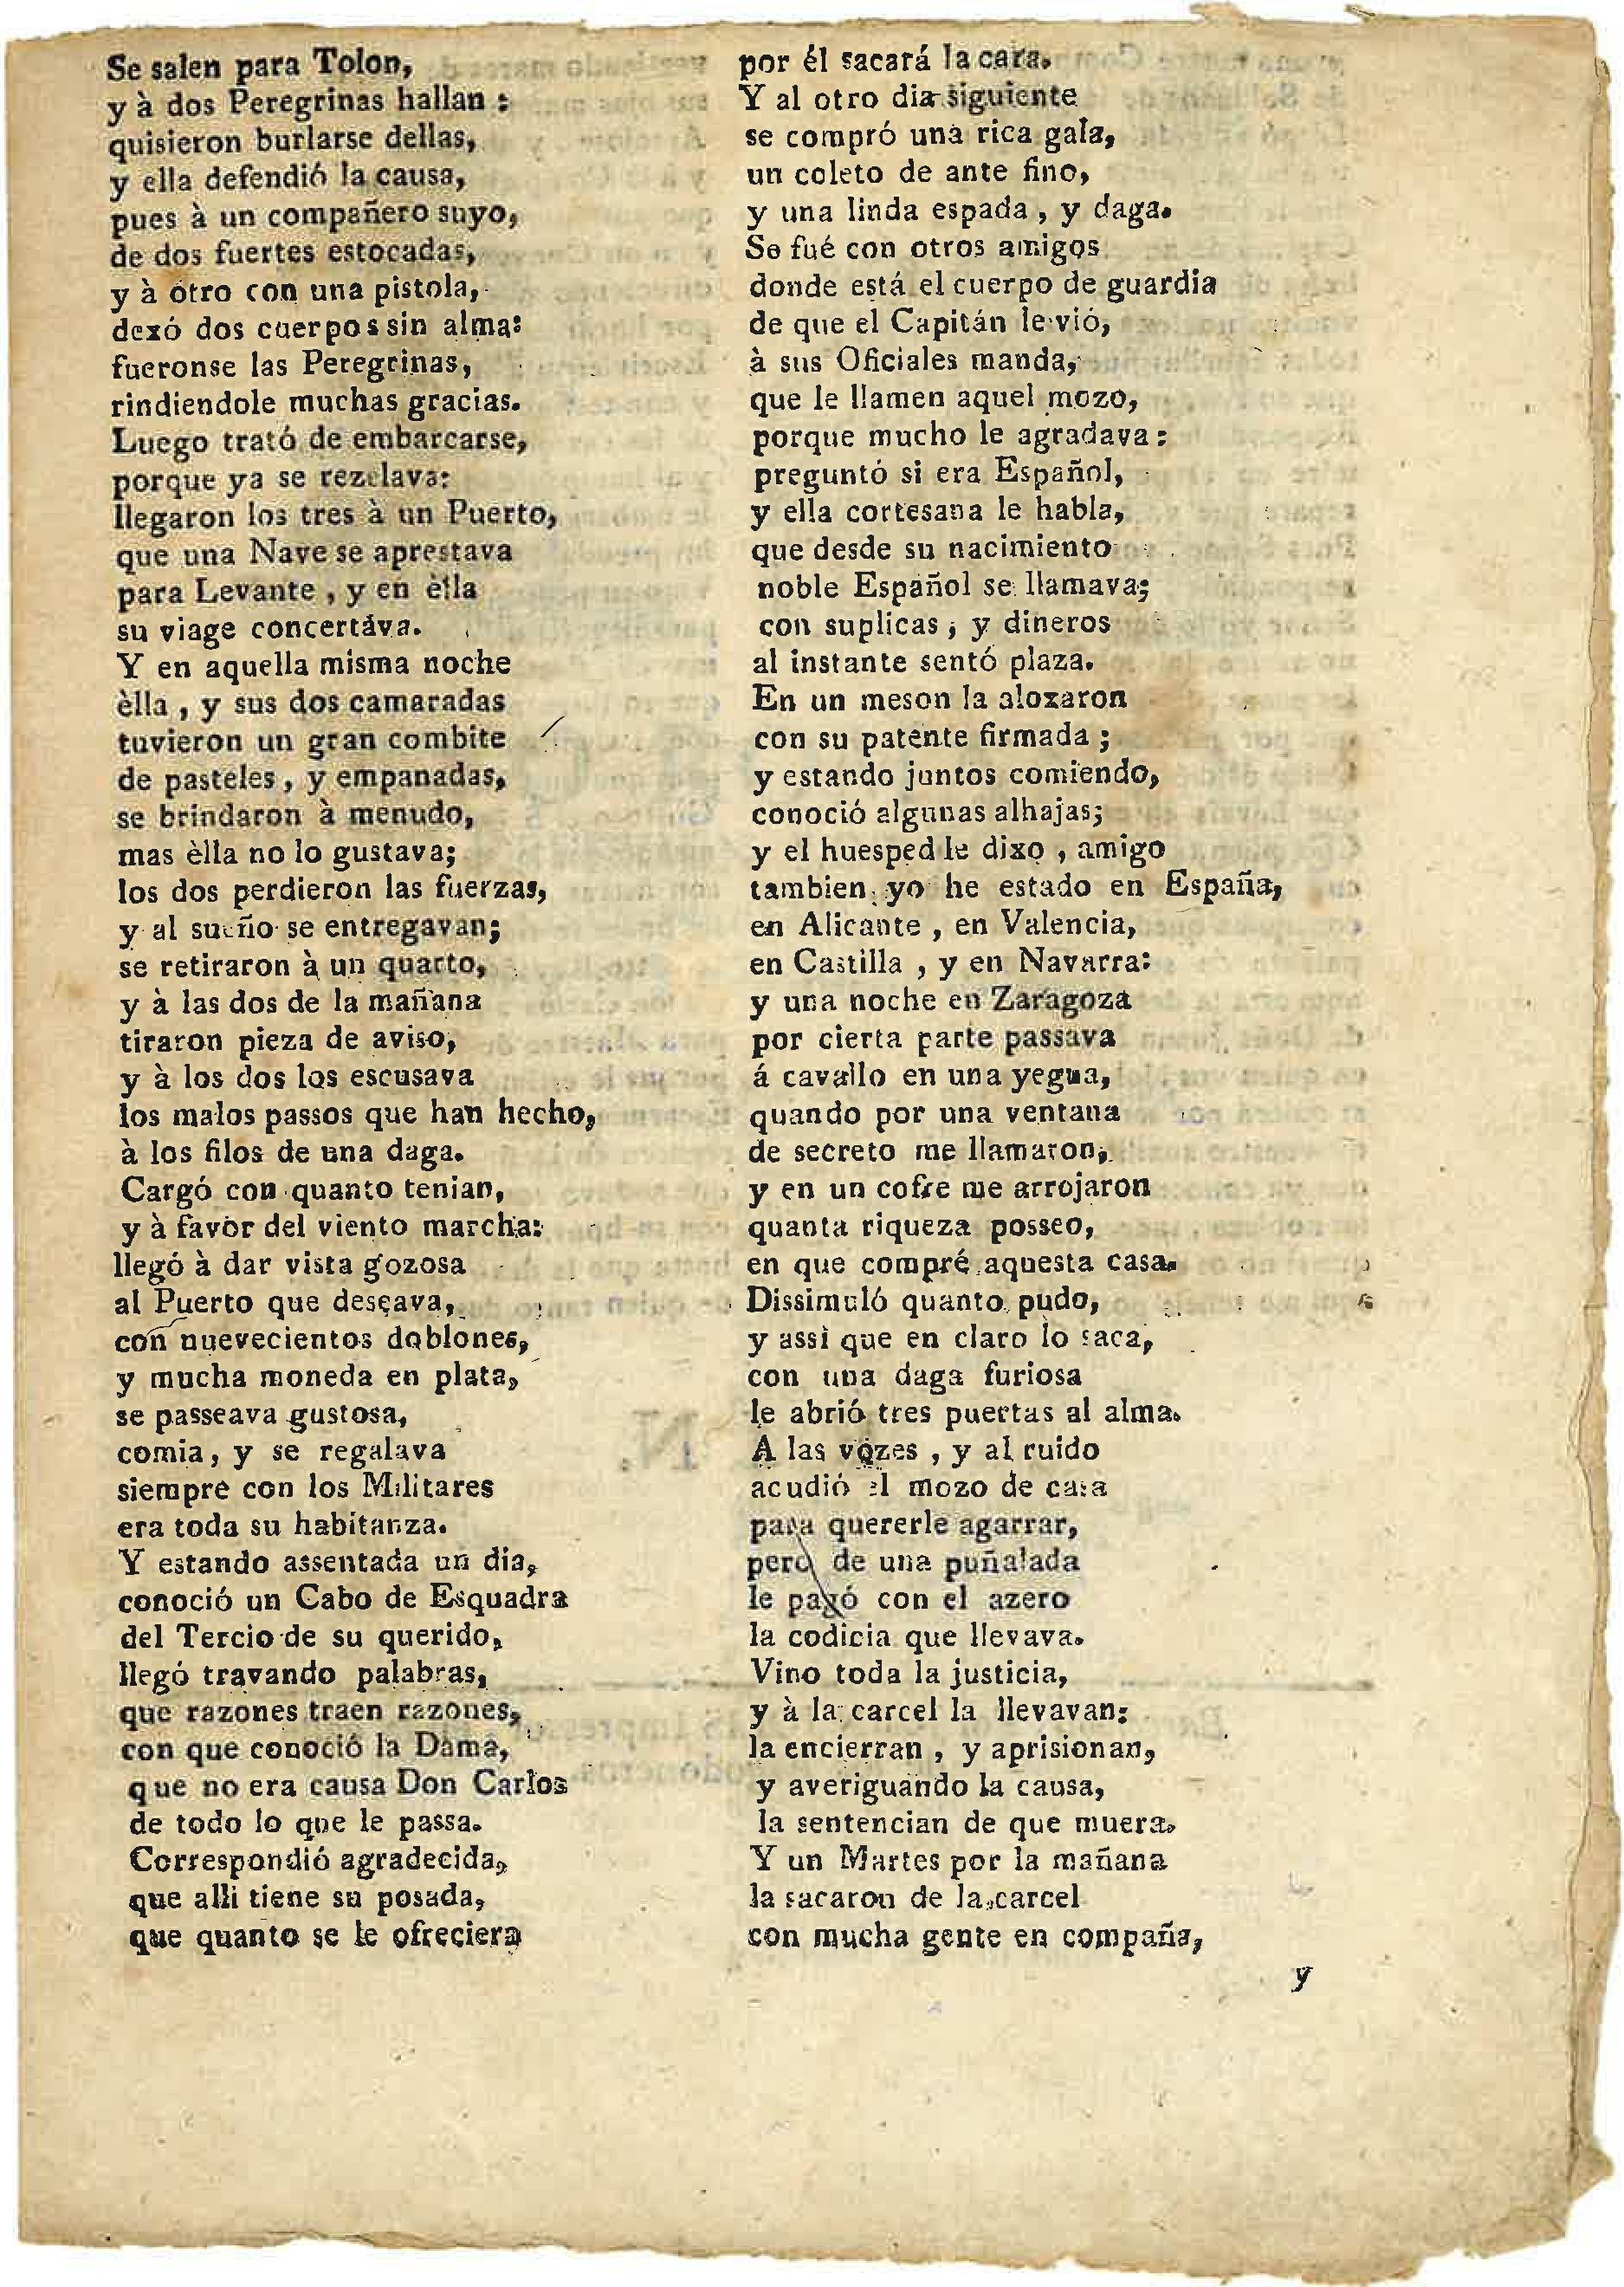 Se salen para Tolon,
y à dos Peregrinas hallan :
quisieron burlarse dellas,
y ella defendió la causa,
pues à un compañero suyo,
de dos fuertes estocadas,
y à otro con una pistola,
dexó dos cuerpos sin alma:
fueronse las Peregrinas,
rindiendole muchas gracias.
Luego trató de embarcarse,
porque ya se rezelava:
llegaron los tres à un Puerto,
que una Nave se aprestava
para Levante , y en èlla
su viage concertáva.
Y en aquella misma noche
èlla , y sus dos camaradas
tuvieron un gran combite
de pasteles , y empanadas,
se brindaron à menudo,
mas èlla no lo gustava;
los dos perdieron las fuerzas,
y al sueño se entregavan;
se retiraron à un quarto,
y à las dos de la mañana
tiraron pieza de aviso,
y à los dos los escusava
los malos passos que han hecho,
à los filos de una daga.
Cargó con quanto tenian,
y à favor del viento marcha:
llegó à dar vista gozosa
al Puerto que deseava,
con nuevecientos doblones,
y mucha moneda en plata,
se passeava gustosa,
comia, y se regalava
siempre con los Militares
era toda su habitanza.
Y estando assentada un dia,
conoció un Cabo de Esquadra
del Tercio de su querido,
llegó travando palabras,
que razones traen razones,
con que conoció la Dama,
que no era causa Don Carlos
de todo lo que le passa.
Correspondió agradecida,
que alli tiene su posada,
que quanto se le ofreciera
por él sacará la cara.
Y al otro dia siguiente
se compró una rica gala,
un coleto de ante fino,
y una linda espada , y daga.
Se fué con otros amigos
donde está el cuerpo de guardia
de que el Capitán le vió,
à sus Oficiales manda,
que le llamen aquel mozo,
porque mucho le agradava:
preguntó si era Español,
y ella cortesana le habla,
que desde su nacimiento
noble Español se llamava;
con suplicas , y dineros
al instante sentó plaza.
En un meson la aloxaron
con su patente firmada ;
y estando juntos comiendo,
conoció algunas alhajas;
y el huesped le dixo , amigo
tambien yo he estado en España,
en Alicante , en Valencia,
en Castilla , y en Navarra:
y una noche en Zaragoza
por cierta parte passava
á cavallo en una yegua,
quando por una ventana
de secreto me llamaron,
y en un cofre me arrojaron
quanta riqueza posseo,
en que compré aquesta casa.
Dissimuló quanto pudo,
y assi que en claro lo saca,
con una daga furiosa
le abrió tres puertas al alma.
A las vozes , y al ruido
acudió el mozo de casa
para quererle agarrar,
pero de una puñalada
le pagó con el azero
la codicia que llevava.
Vino toda la justicia,
y à la carcel la llevavan:
la encierran , y aprisionan,
y averiguando la causa,
la sentencian de que muera.
Y un Martes por la mañana
la sacaron de la carcel
con mucha gente en compaña,
y